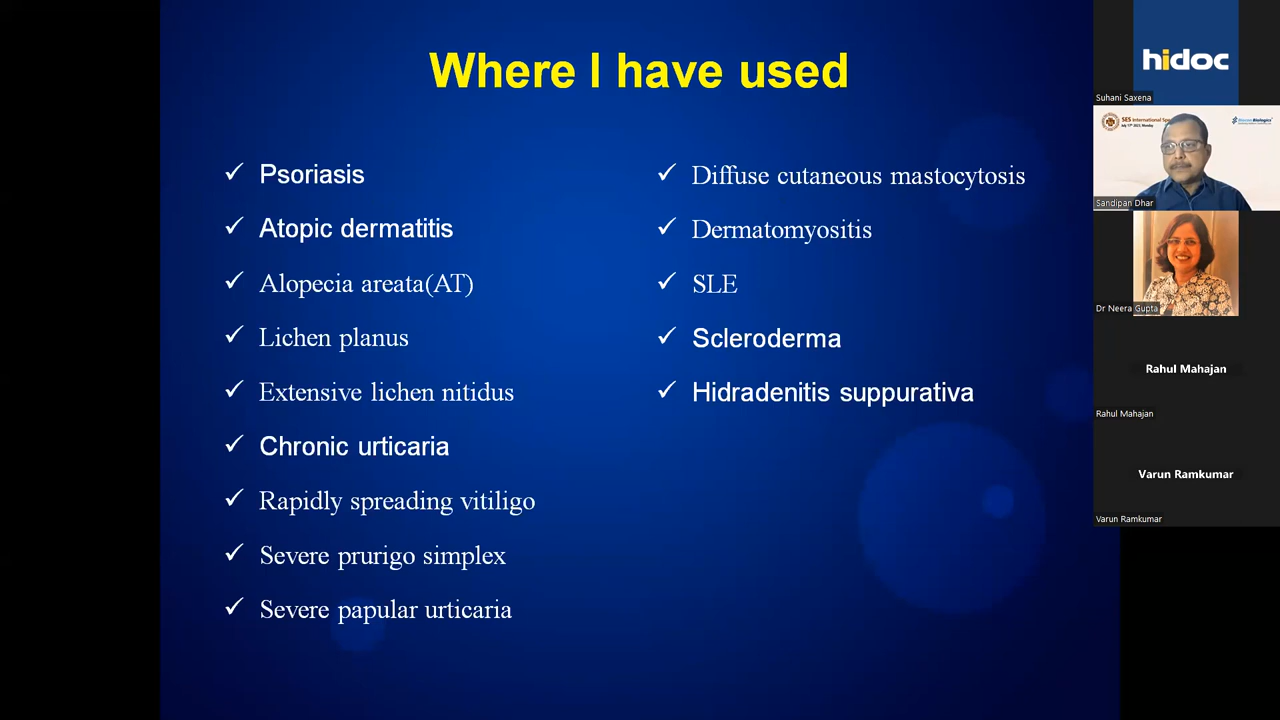 Where I have used
Psoriasis
Atopic dermatitis
Alopecia areata(AT)
Lichen planus
Extensive lichen nitidus
Chronic urticaria
Rapidly spreading vitiligo
Severe prurigo simplex
Severe papular urticaria
Diffuse cutaneous mastocytosis
Dermatomyositis
SLE
Scleroderma
Hidradenitis suppurativa
hidoc
Suhani Saxena
SES International
Sandipan Dhar
Dr Neera Gupta
Rahul Mahajan
Rahul Mahajan
Varun Ramkumar
Varun Ramkumar